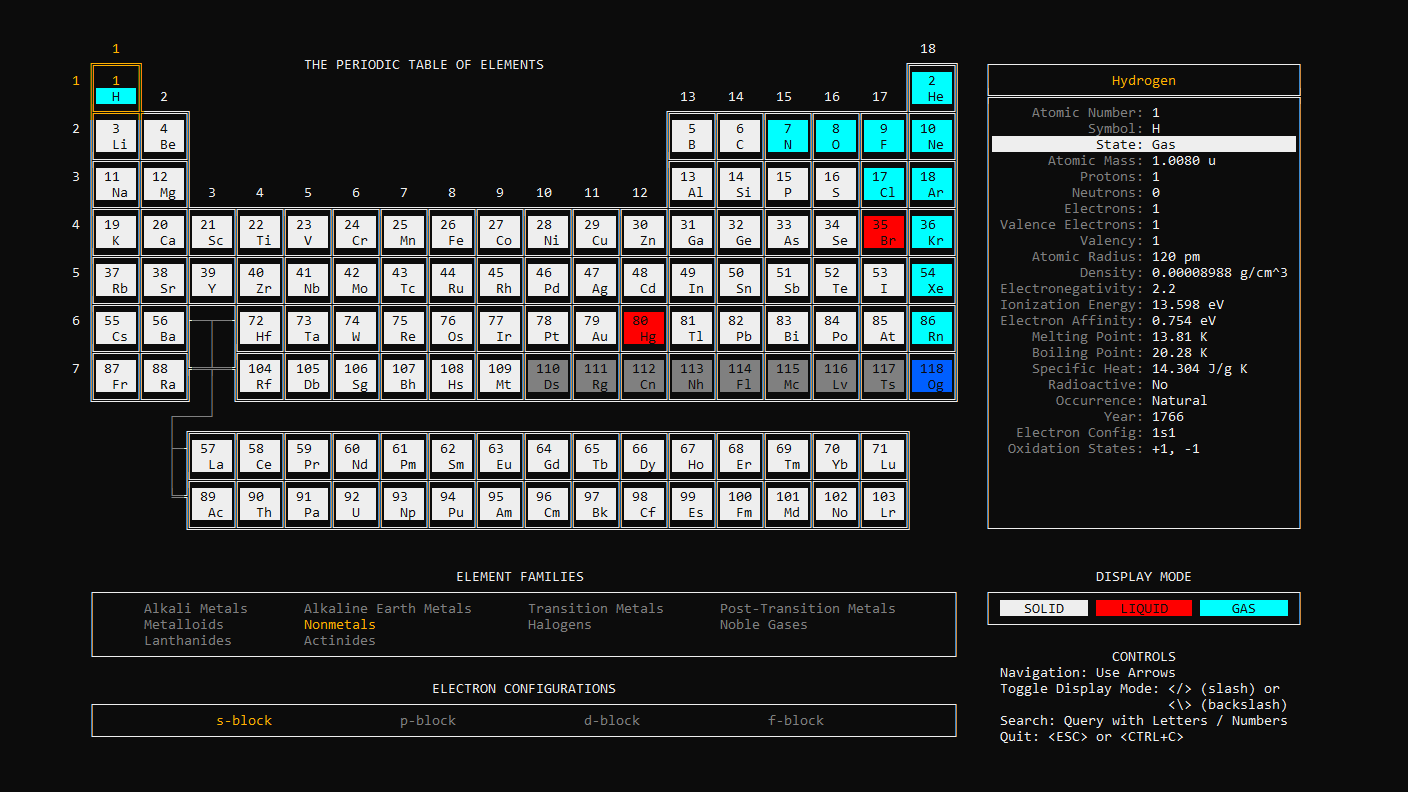 1 18
THE PERIODIC TABLE OF ELEMENTS
1 1 2
H 2 13 14 15 16 17 He
2 3 4 5 6 7 8 9 10
Li Be B C N O F Ne
3 11 12 13 14 15 16 17 18
Na Mg 3 4 5 6 7 8 9 10 11 12 Al Si P S Cl Ar
4 19 20 21 22 23 24 25 26 27 28 29 30 31 32 33 34 35 36
K Ca Sc Ti V Cr Mn Fe Co Ni Cu Zn Ga Ge As Se Br Kr
5 37 38 39 40 41 42 43 44 45 46 47 48 49 50 51 52 53 54
Rb Sr Y Zr Nb Mo Tc Ru Rh Pd Ag Cd In Sn Sb Te I Xe
6 55 56 72 73 74 75 76 77 78 79 80 81 82 83 84 85 86
Cs Ba Hf Ta W Re Os Ir Pt Au Hg Tl Pb Bi Po At Rn
7 87 88 104 105 106 107 108 109 110 111 112 113 114 115 116 117 118
Fr Ra Rf Db Sg Bh Hs Mt Ds Rg Cn Nh Fl Mc Lv Ts Og
57 58 59 60 61 62 63 64 65 66 67 68 69 70 71
La Ce Pr Nd Pm Sm Eu Gd Tb Dy Ho Er Tm Yb Lu
89 90 91 92 93 94 95 96 97 98 99 100 101 102 103
Ac Th Pa U Np Pu Am Cm Bk Cf Es Fm Md No Lr
Hydrogen
Atomic Number: 1
Symbol: H
State: Gas
Atomic Mass: 1.0080 u
Protons: 1
Neutrons: 0
Electrons: 1
Valence Electrons: 1
Valency: 1
Atomic Radius: 120 pm
Density: 0.00008988 g/cm^3
Electronegativity: 2.2
Ionization Energy: 13.598 eV
Electron Affinity: 0.754 eV
Melting Point: 13.81 K
Boiling Point: 20.28 K
Specific Heat: 14.304 J/g K
Radioactive: No
Occurrence: Natural
Year: 1766
Electron Config: 1s1
Oxidation States: +1, -1
ELEMENT FAMILIES
Alkali Metals Alkaline Earth Metals Transition Metals Post-Transition Metals
Metalloids Nonmetals Halogens Noble Gases
Lanthanides Actinides
ELECTRON CONFIGURATIONS
s-block p-block d-block f-block
DISPLAY MODE
SOLID LIQUID GAS
CONTROLS
Navigation: Use Arrows
Toggle Display Mode: </> (slash) or
<\> (backslash)
Search: Query with Letters / Numbers
Quit: <ESC> or <CTRL+C>